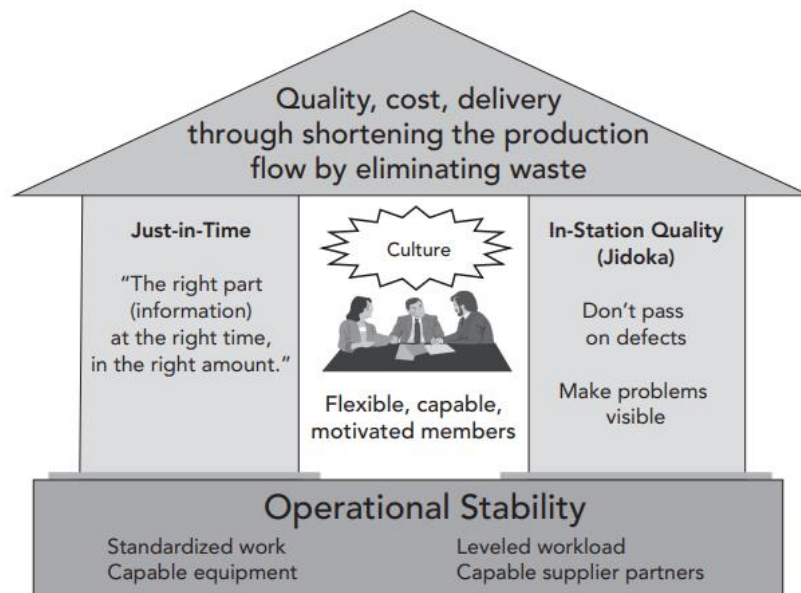 Quality, cost, delivery
through shortening the production
flow by eliminating waste
Just-in-Time
“The right part
(information)
at the right time,
in the right amount.”
Culture
Flexible, capable,
motivated members
In-Station Quality
(Jidoka)
Don’t pass
on defects
Make problems
visible
Operational Stability
Standardized work
Capable equipment
Leveled workload
Capable supplier partners